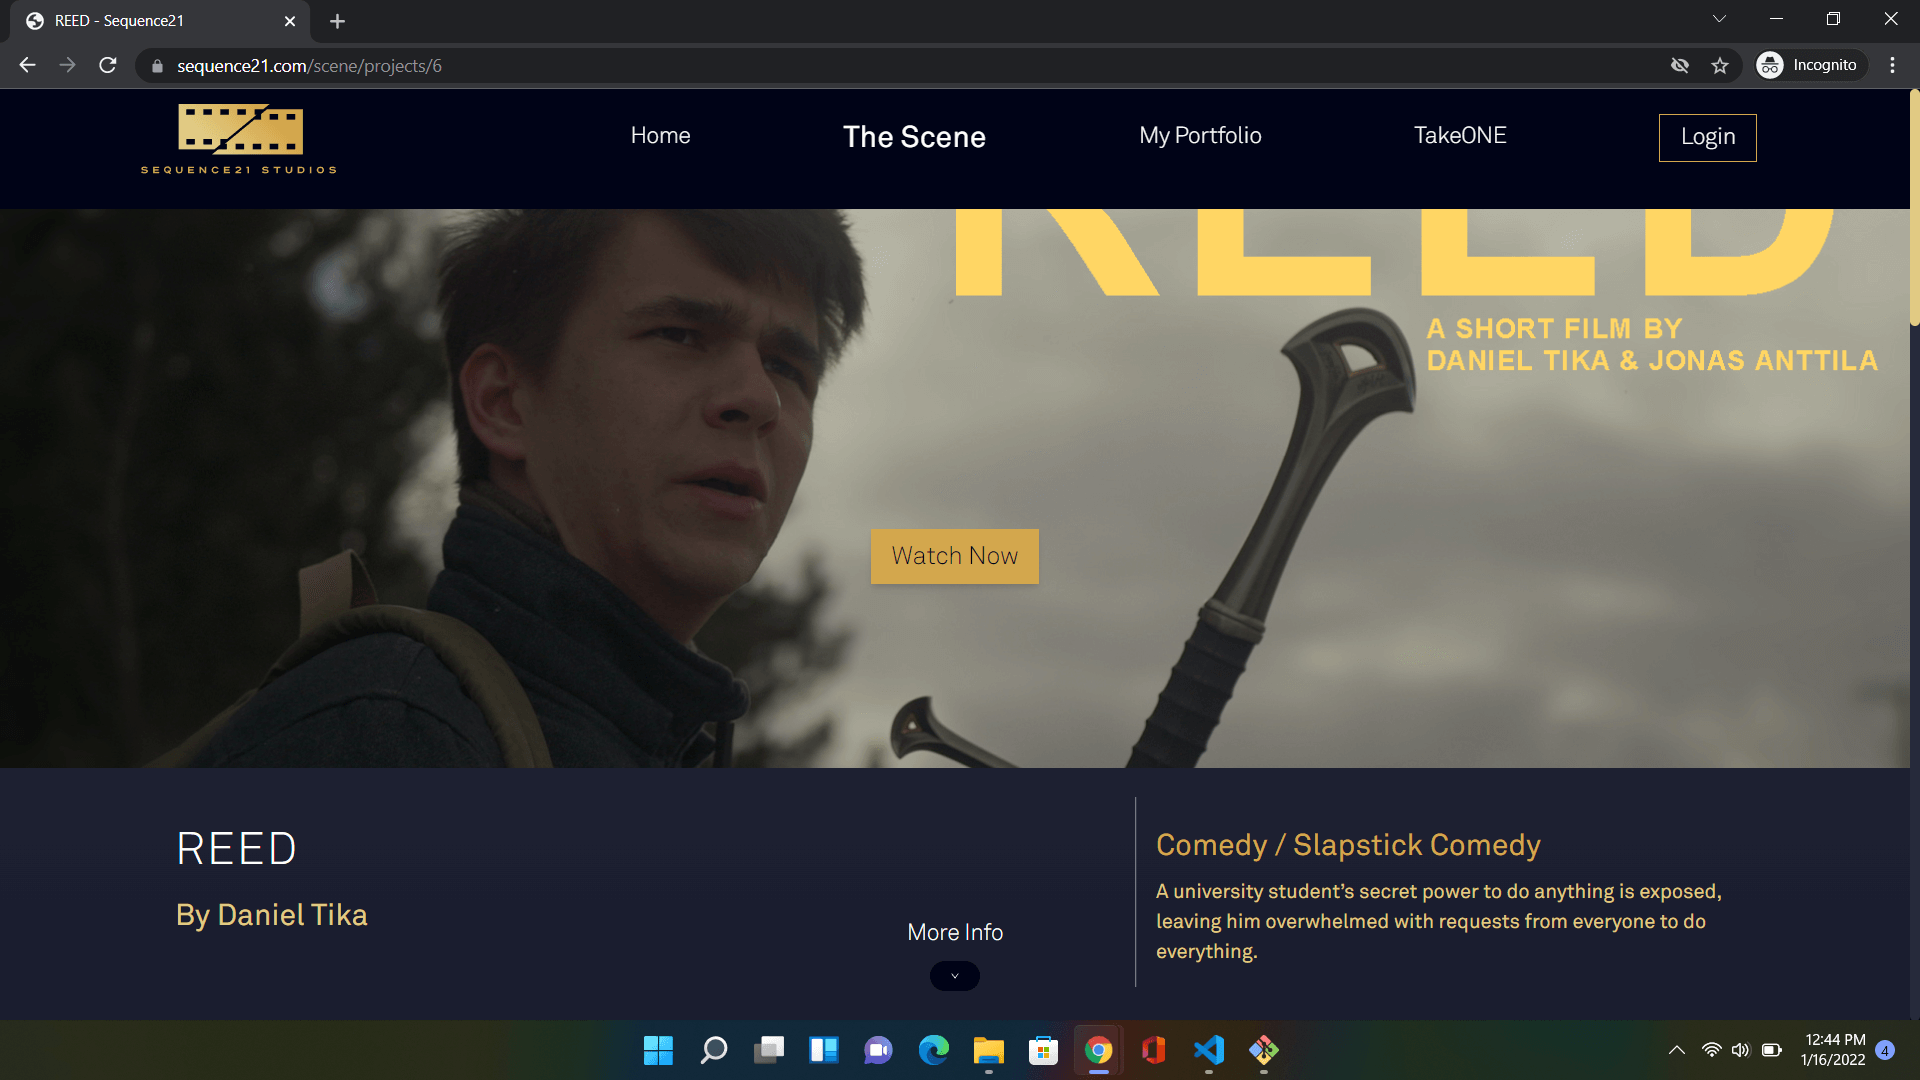 REED - Sequence21
sequence21.com/scene/projects/6
Incognito
SEQUENCE21 STUDIOS
Home
The Scene
My Portfolio
TakeONE
Login
REED
A SHORT FILM BY
DANIEL TIKA & JONAS ANTTILA
Watch Now
REED
By Daniel Tika
More Info
Comedy / Slapstick Comedy
A university student's secret power to do anything is exposed,
leaving him overwhelmed with requests from everyone to do
everything.
12:44 PM
1/16/2022
4